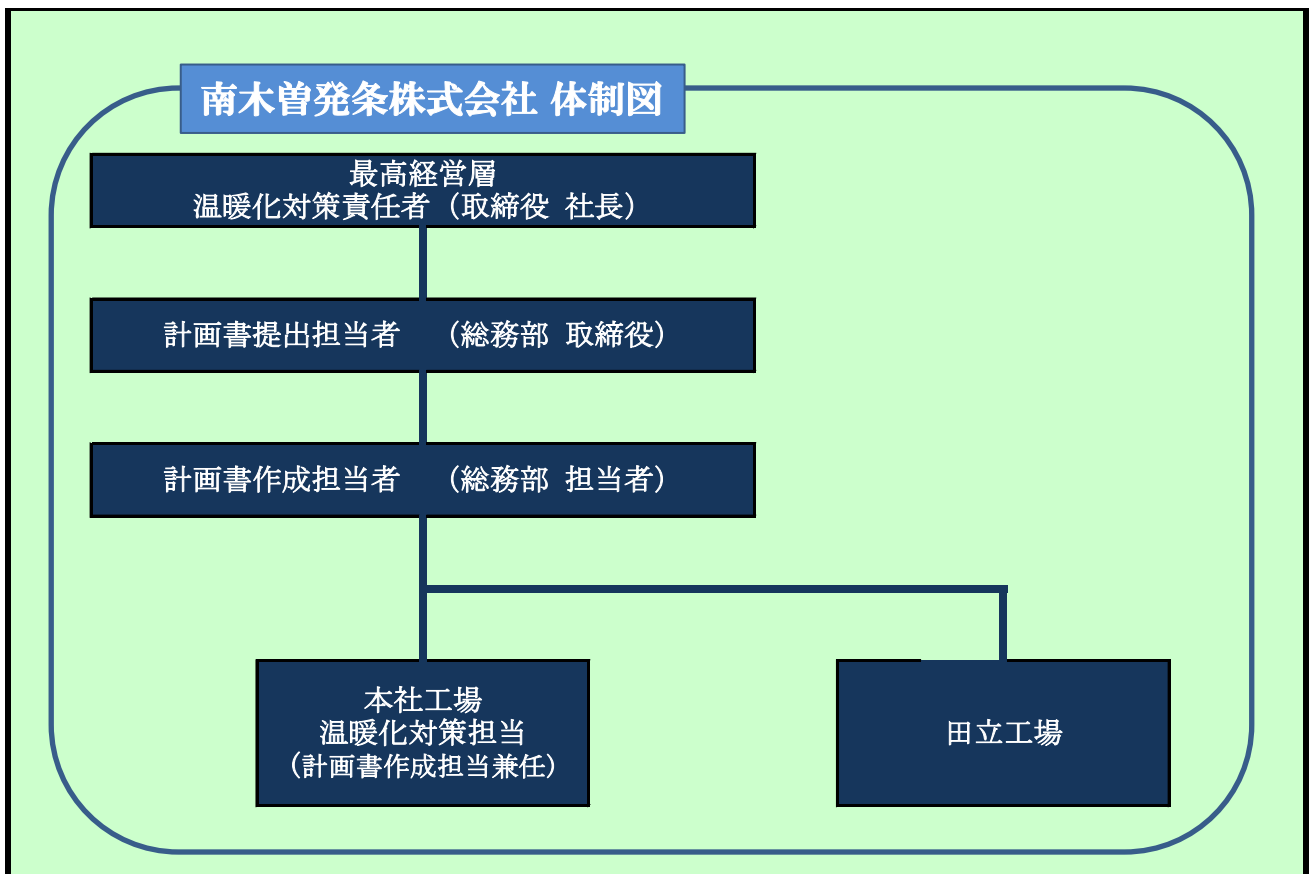 南木曽発条株式会社 体制図
最高経営層
温暖化対策責任者（取締役 社長）
計画書提出担当者　（総務部 取締役）
計画書作成担当者　（総務部 担当者）
本社工場
温暖化対策担当
（計画書作成担当兼任）
田立工場